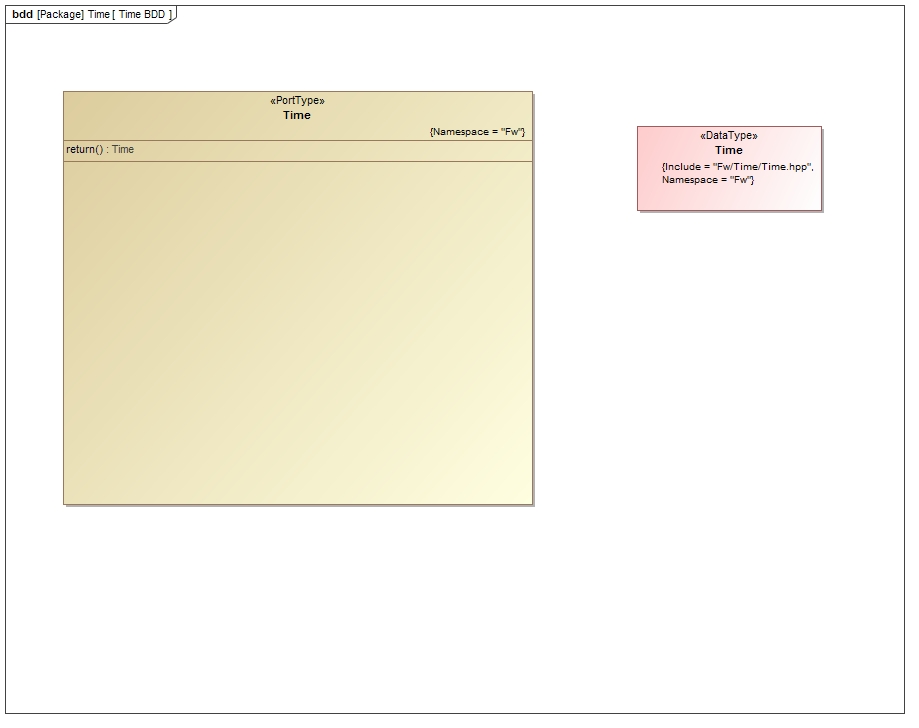 bdd [Package] Time [ Time BDD ]
«PortType»
Time
{Namespace = "Fw"}
return() : Time
«DataType»
Time
{Include = "Fw/Time/Time.hpp",
Namespace = "Fw"}